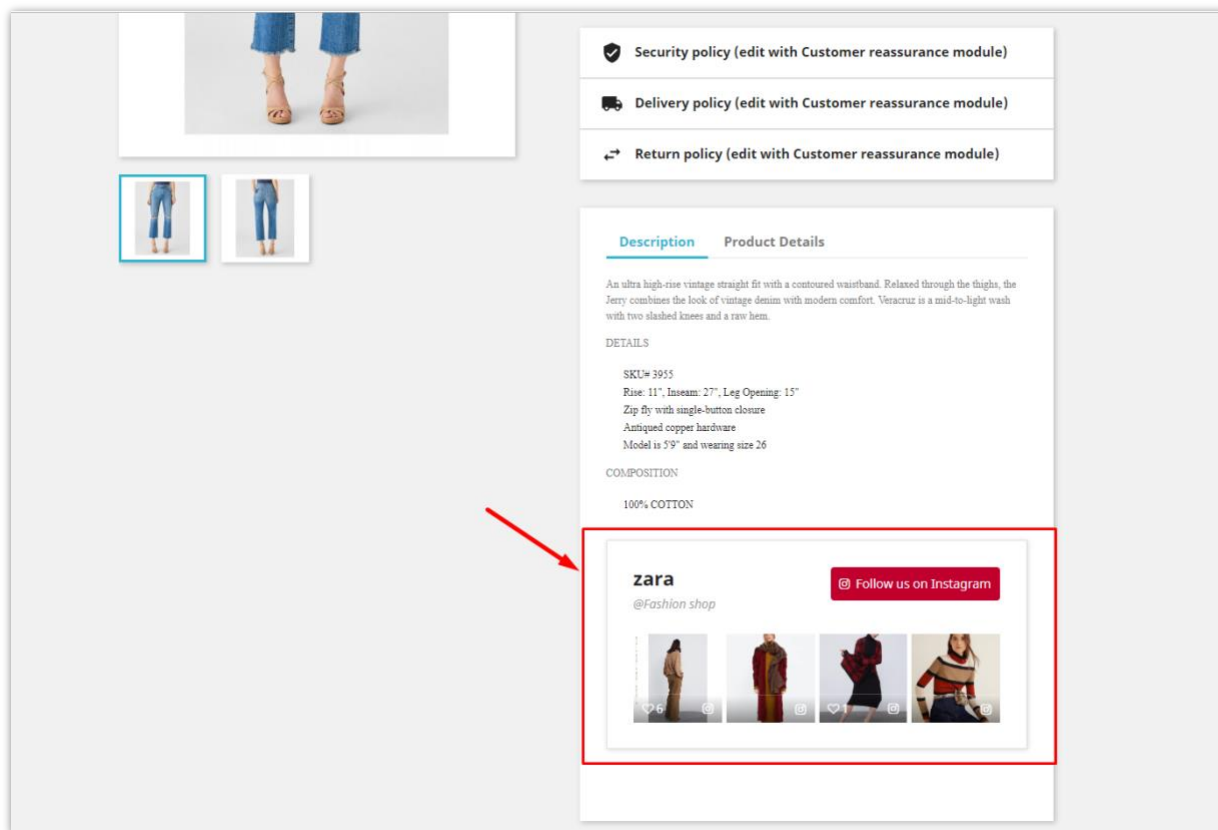 Security policy (edit with Customer reassurance module)
Delivery policy (edit with Customer reassurance module)
Return policy (edit with Customer reassurance module)
Description Product Details
An ultra high-rise vintage straight fit with a contoured waistband. Relaxed through the thighs, the
Jerry combines the look of vintage denim with modern comfort. Veracruz is a mid-to-light wash
with two slashed knees and a raw hem.
DETAILS
SKU# 3955
Rise: 11", Inseam: 27", Leg Opening: 15"
Zip fly with single-button closure
Antiqued copper hardware
Model is 5'9" and wearing size 26
COMPOSITION
100% COTTON
zara
Follow us on Instagram
@Fashion shop
6
1